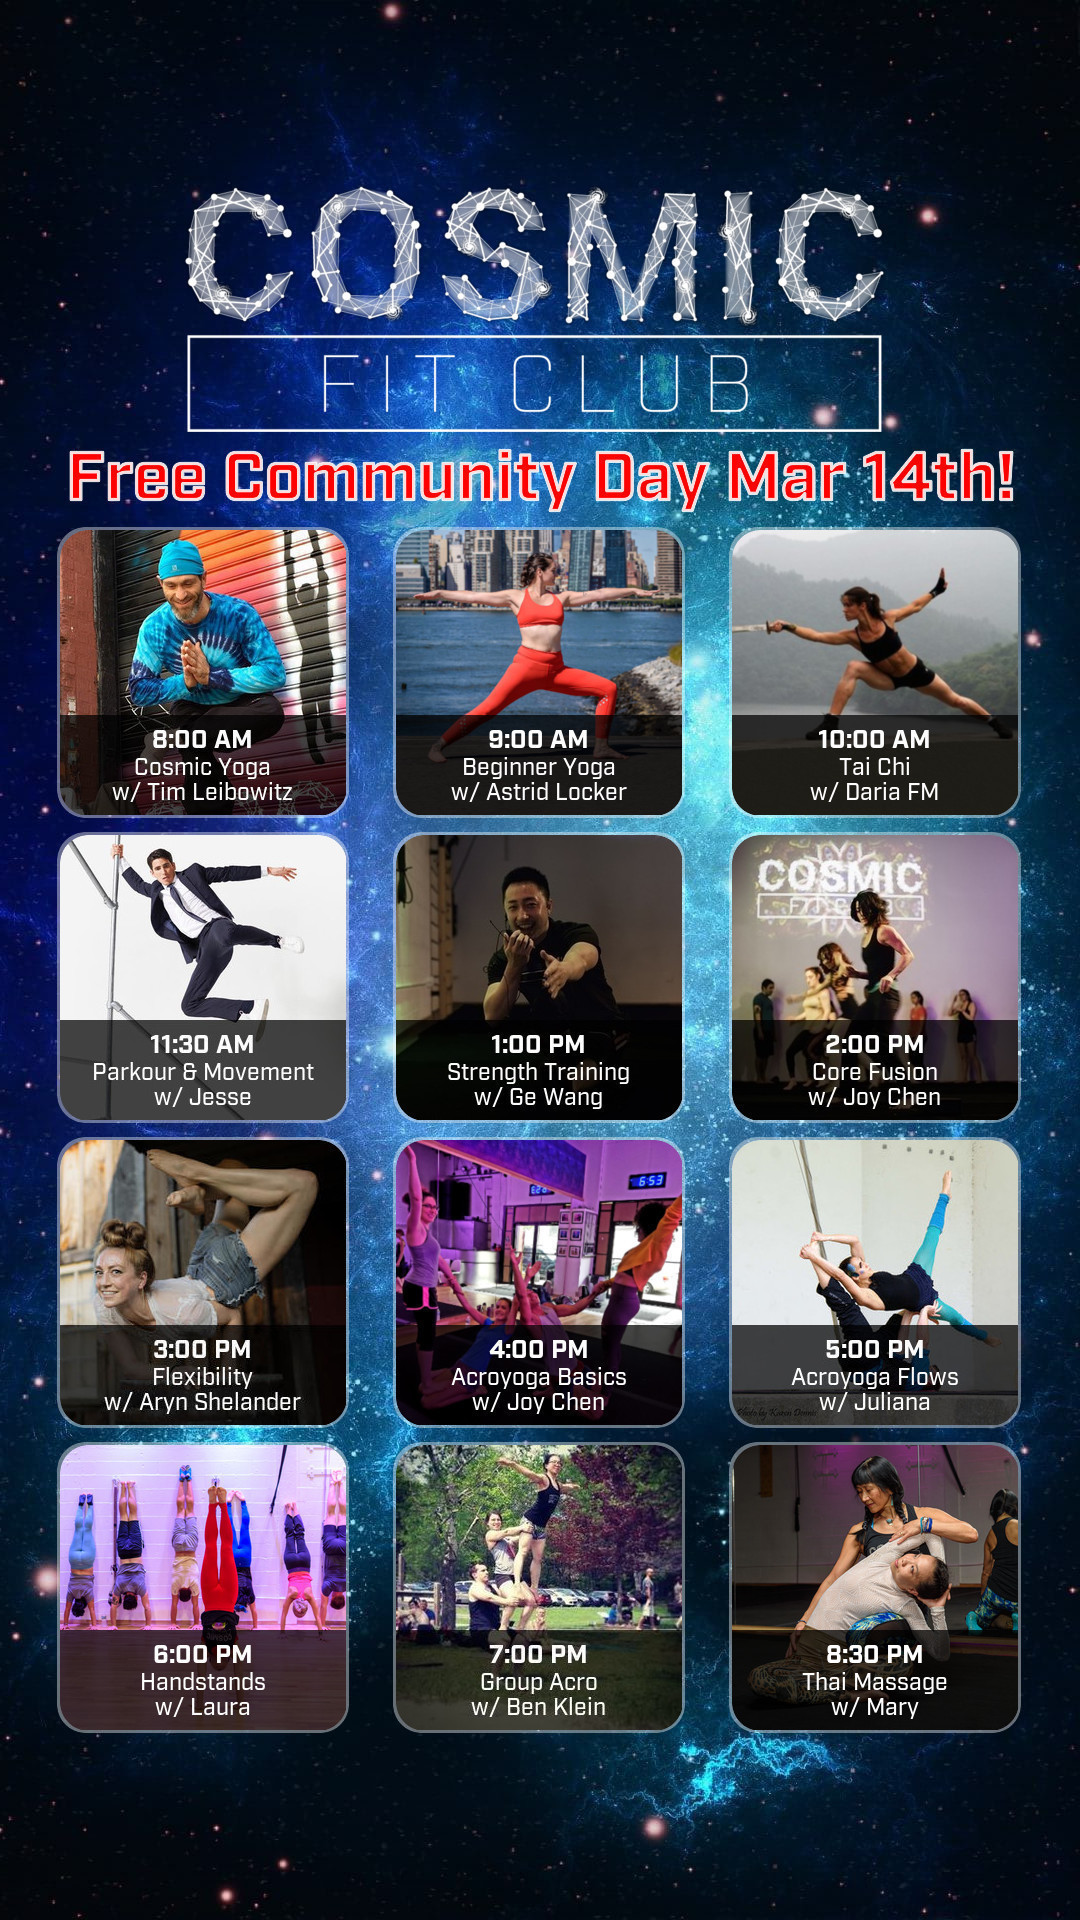 COSMIC
FIT CLUB
Free Community Day Mar 14th!
8:00 AM
Cosmic Yoga
w/ Tim Leibowitz
9:00 AM
Beginner Yoga
w/ Astrid Locker
10:00 AM
Tai Chi
w/ Daria FM
11:30 AM
Parkour & Movement
w/ Jesse
1:00 PM
Strength Training
w/ Ge Wang
COSMIC
FIT CLUB
2:00 PM
Core Fusion
w/ Joy Chen
3:00 PM
Flexibility
w/ Aryn Shelander
6:53
4:00 PM
Acroyoga Basics
w/ Joy Chen
5:00 PM
Acroyoga Flows
w/ Juliana
Photo by
6:00 PM
Handstands
w/ Laura
7:00 PM
Group Acro
w/ Ben Klein
8:30 PM
Thai Massage
w/ Mary